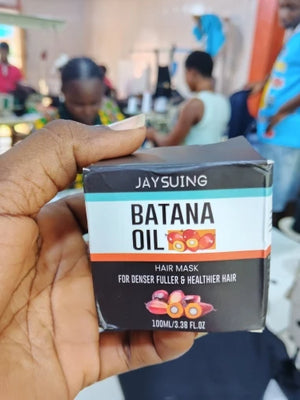 JAYSUING
BATANA
OIL
HAIR MASK
FOR DENSER FULLER & HEALTHIER HAIR
100ML/3.38 FL.OZ